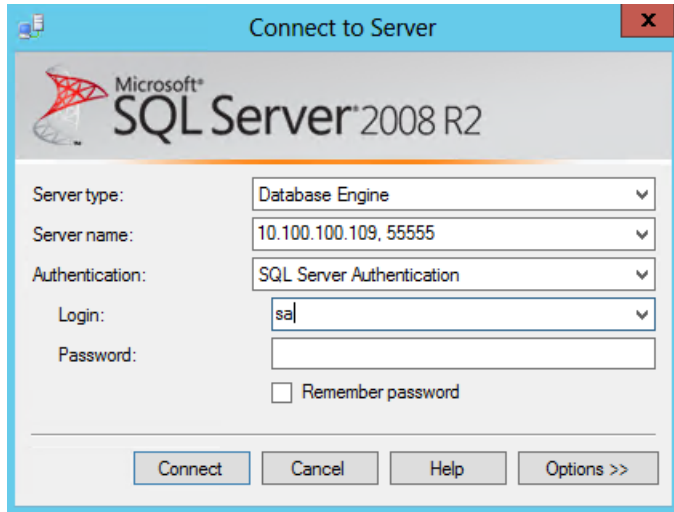 Connect to Server
x
Microsoft®
SQL Server® 2008 R2
Server type:
Database Engine
Server name:
10.100.100.109, 55555
Authentication:
SQL Server Authentication
Login:
sa
Password:
Remember password
Connect
Cancel
Help
Options >>